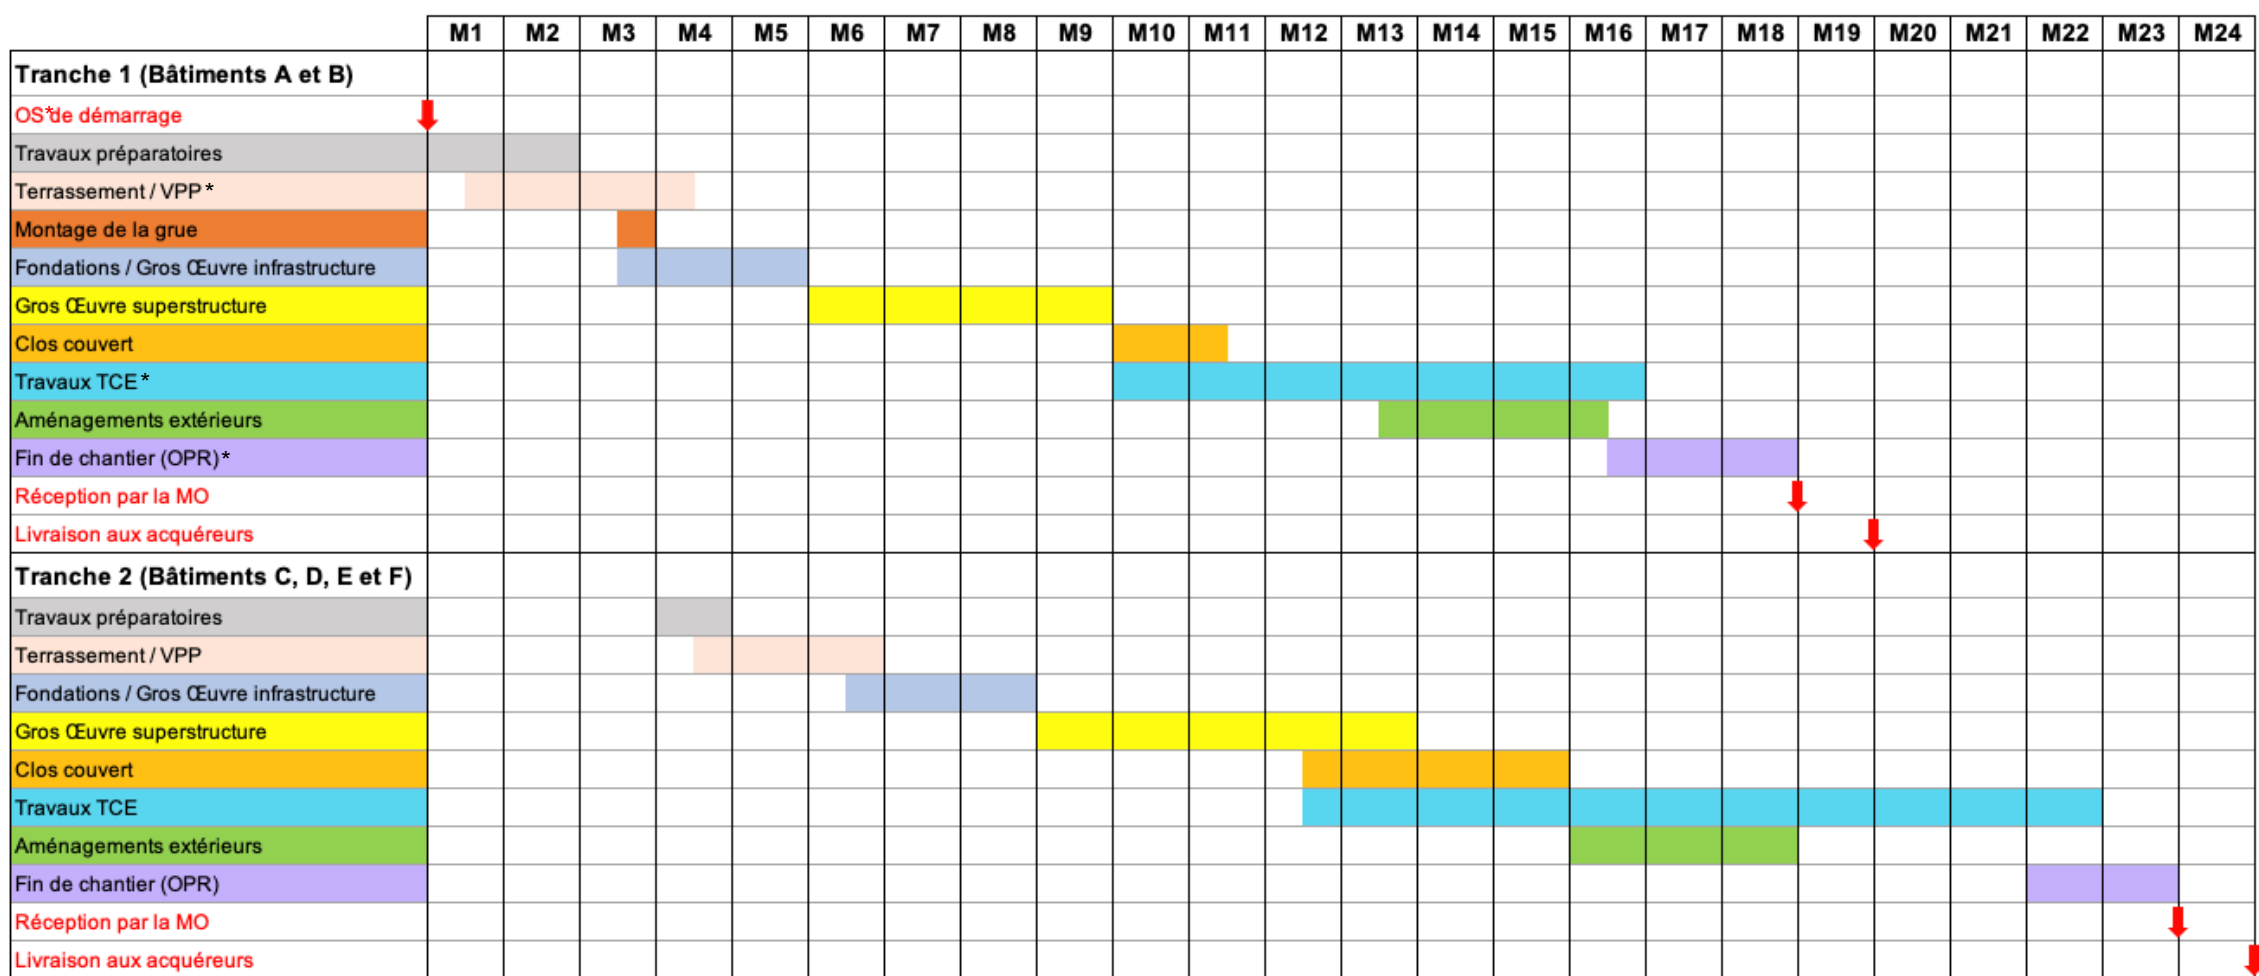 M1 M2 M3 M4 M5 M6 M7 M8 M9 M10 M11 M12 M13 M14 M15 M16 M17 M18 M19 M20 M21 M22 M23 M24
Tranche 1 (Bâtiments A et B)
OS*de démarrage
Travaux préparatoires
Terrassement / VPP*
Montage de la grue
Fondations / Gros Œuvre infrastructure
Gros Œuvre superstructure
Clos couvert
Travaux TCE*
Aménagements extérieurs
Fin de chantier (OPR)*
Réception par la MO
Livraison aux acquéreurs
Tranche 2 (Bâtiments C, D, E et F)
Travaux préparatoires
Terrassement / VPP
Fondations / Gros Œuvre infrastructure
Gros Œuvre superstructure
Clos couvert
Travaux TCE
Aménagements extérieurs
Fin de chantier (OPR)
Réception par la MO
Livraison aux acquéreurs